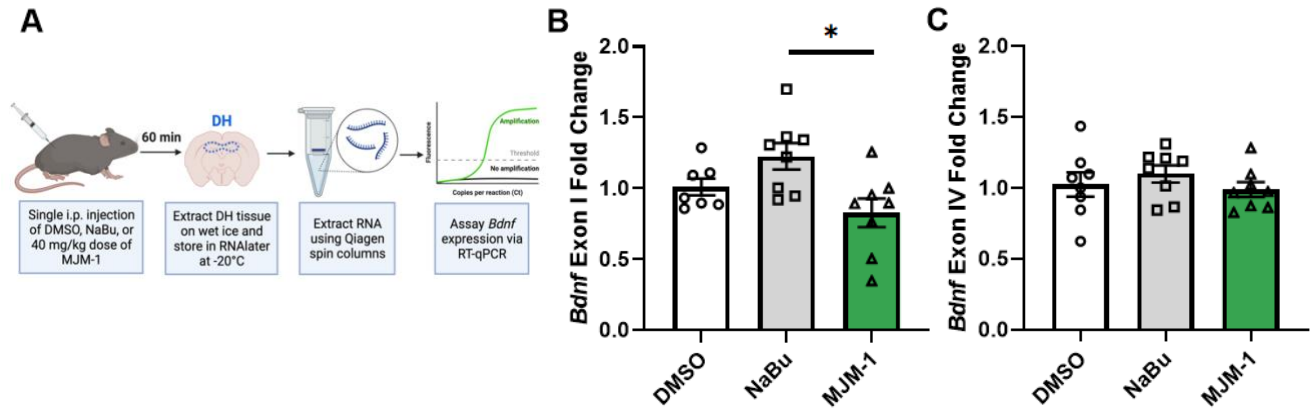 A
60 min
DH
Fluorescence
Amplification
Threshold
No amplification
Copies per reaction (Ct)
Single i.p. injection
of DMSO, NaBu, or
40 mg/kg dose of
MJM-1
Extract DH tissue
on wet ice and
store in RNAlater
at -20°C
Extract RNA
using Qiagen
spin columns
Assay Bdnf
expression via
RT-qPCR
B
Bdnf Exon I Fold Change
2.0
1.5
1.0
0.5
0.0
*
DMSO
NaBu
MJM-1
C
Bdnf Exon IV Fold Change
2.0
1.5
1.0
0.5
0.0
DMSO
NaBu
MJM-1